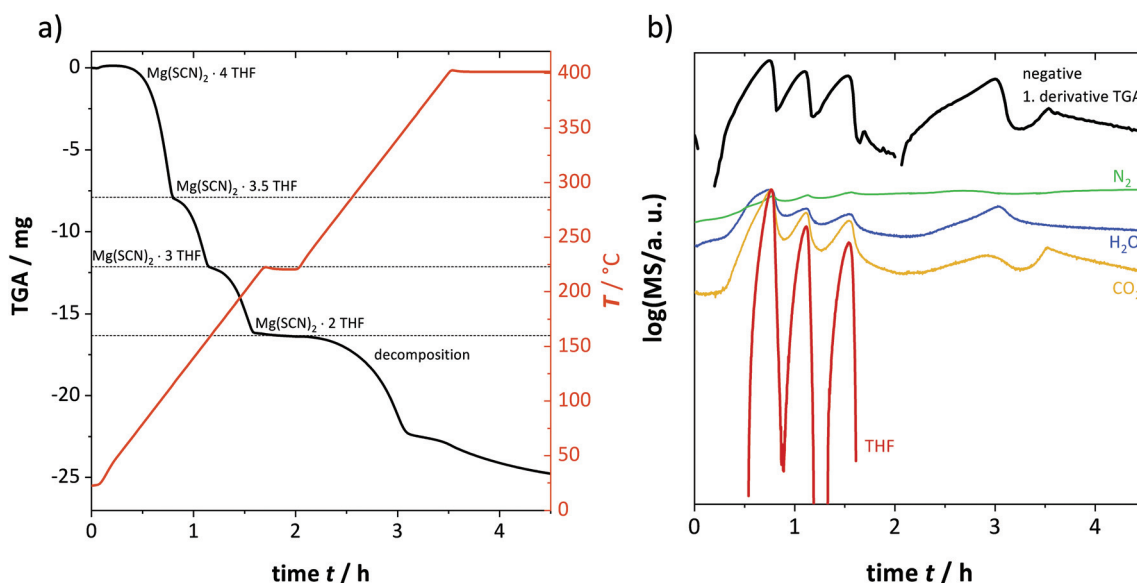 a)
TGA / mg
0
-5
-10
-15
-20
-25
Mg(SCN)₂ · 4 THF
Mg(SCN)₂ · 3.5 THF
Mg(SCN)₂ · 3 THF
Mg(SCN)₂ · 2 THF
decomposition
400
350
300
250
200
150
100
50
0
T / °C
0 1 2 3 4
time t / h
b)
log(MS/a. u.)
negative
1. derivative TGA
N₂
H₂O
THF
0 1 2 3 4
time t / h